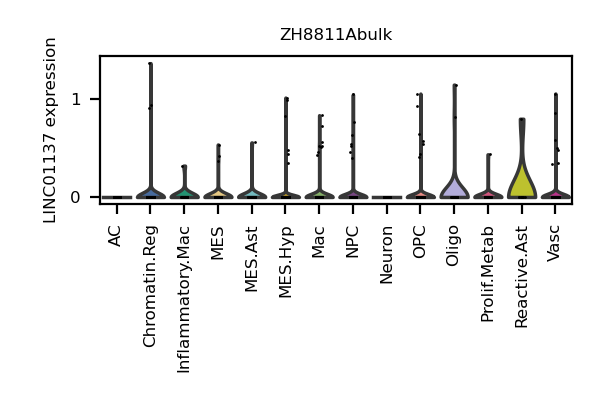 ZH8811Abulk
LINC01137 expression
1
0
AC
Chromatin.Reg
Inflammatory.Mac
MES
MES.Ast
MES.Hyp
Mac
NPC
Neuron
OPC
Oligo
Prolif.Metab
Reactive.Ast
Vasc